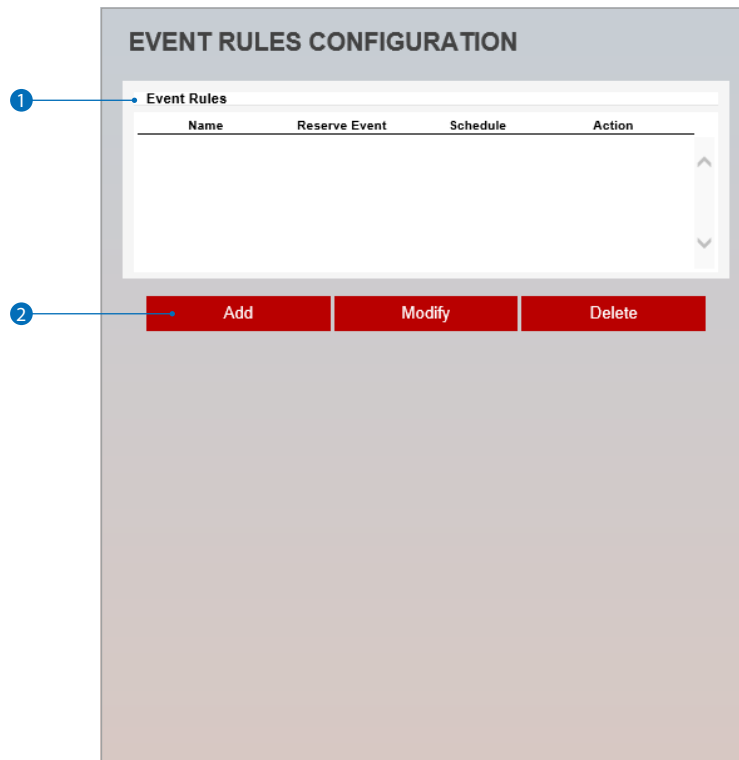 EVENT RULES CONFIGURATION
1 Event Rules
Name Reserve Event Schedule Action
2 Add Modify Delete